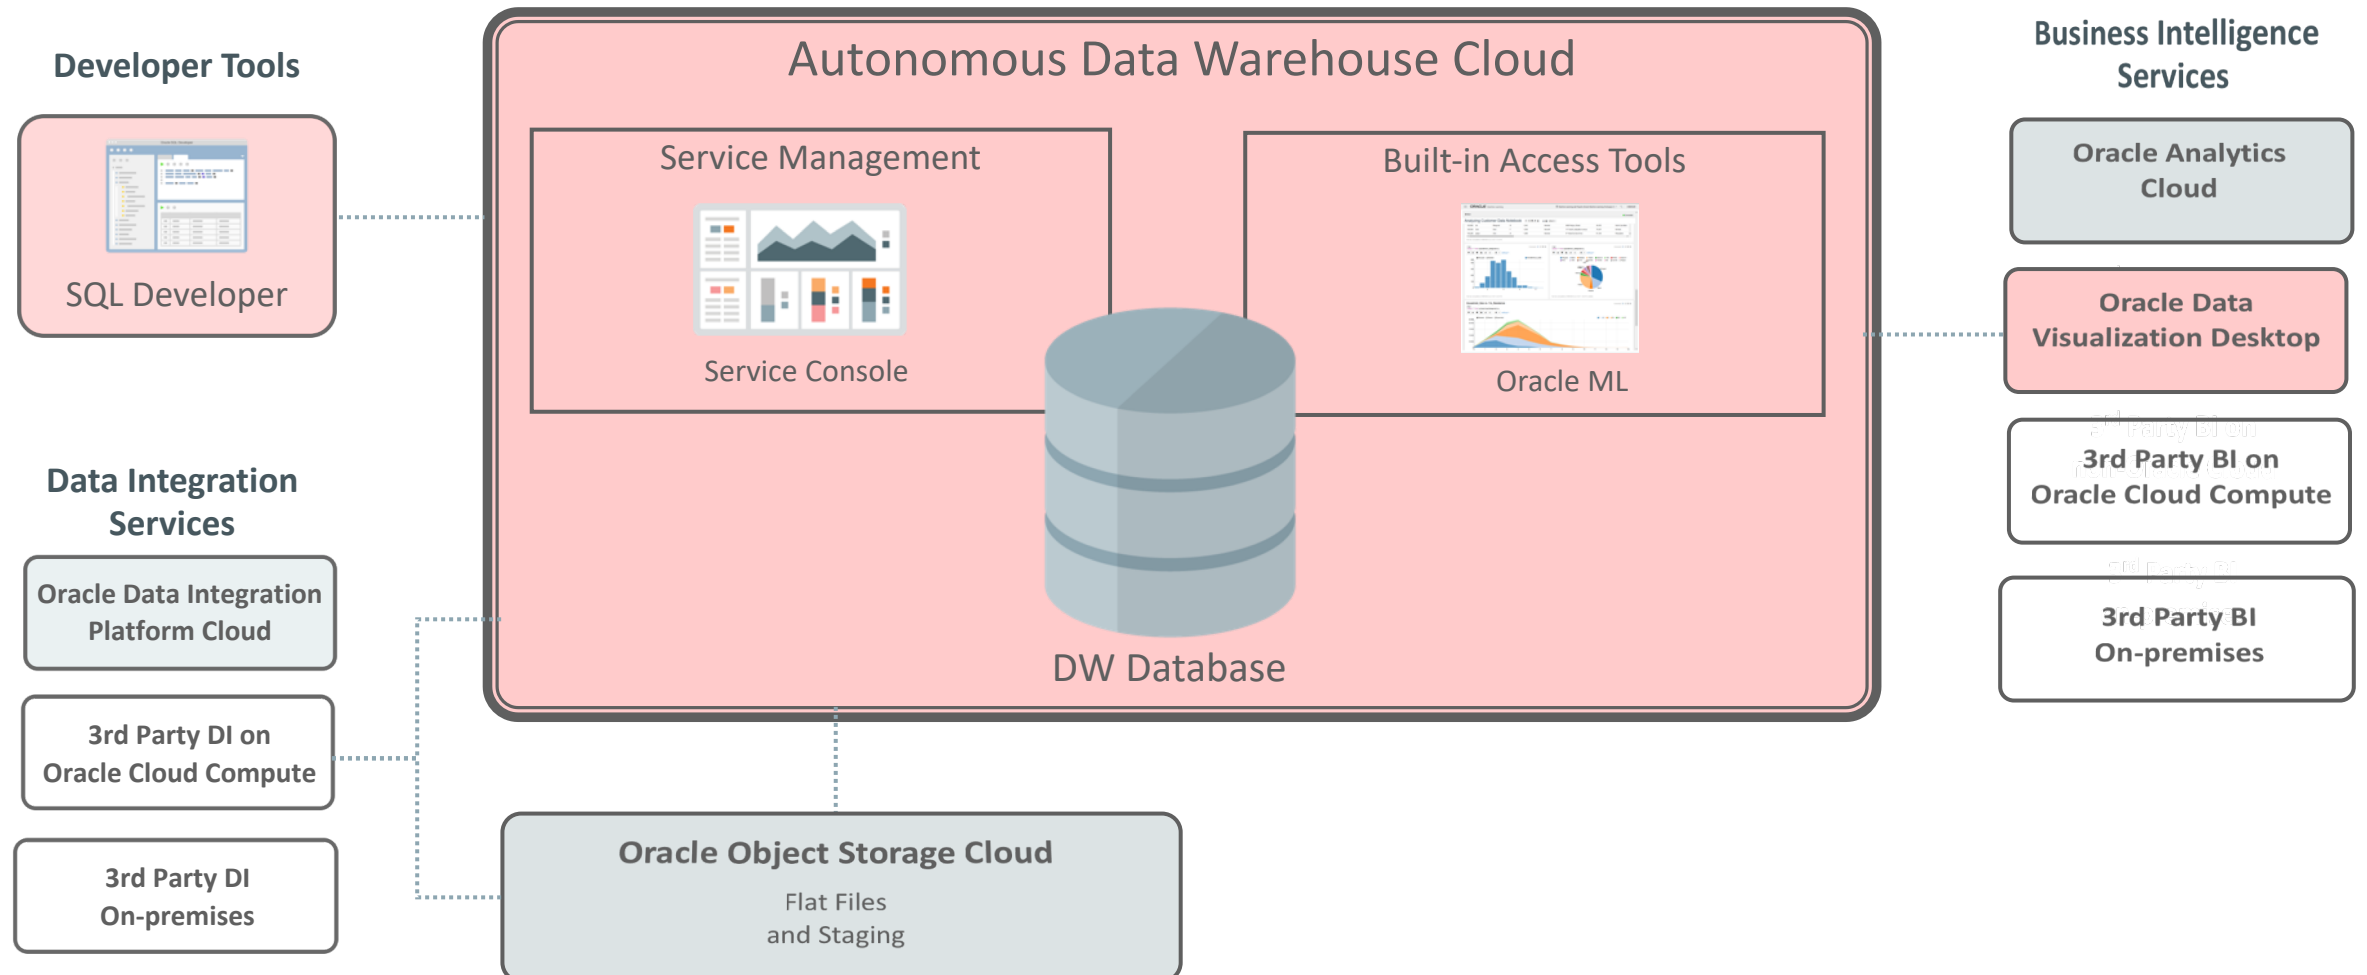 Developer Tools
SQL Developer
Data Integration
Services
Oracle Data Integration
Platform Cloud
3rd Party DI on
Oracle Cloud Compute
3rd Party DI
On-premises
Autonomous Data Warehouse Cloud
Service Management
Service Console
Built-in Access Tools
Oracle ML
DW Database
Oracle Object Storage Cloud
Flat Files
and Staging
Business Intelligence
Services
Oracle Analytics
Cloud
Oracle Data
Visualization Desktop
3rd Party BI on
Oracle Cloud Compute
3rd Party BI
On-premises